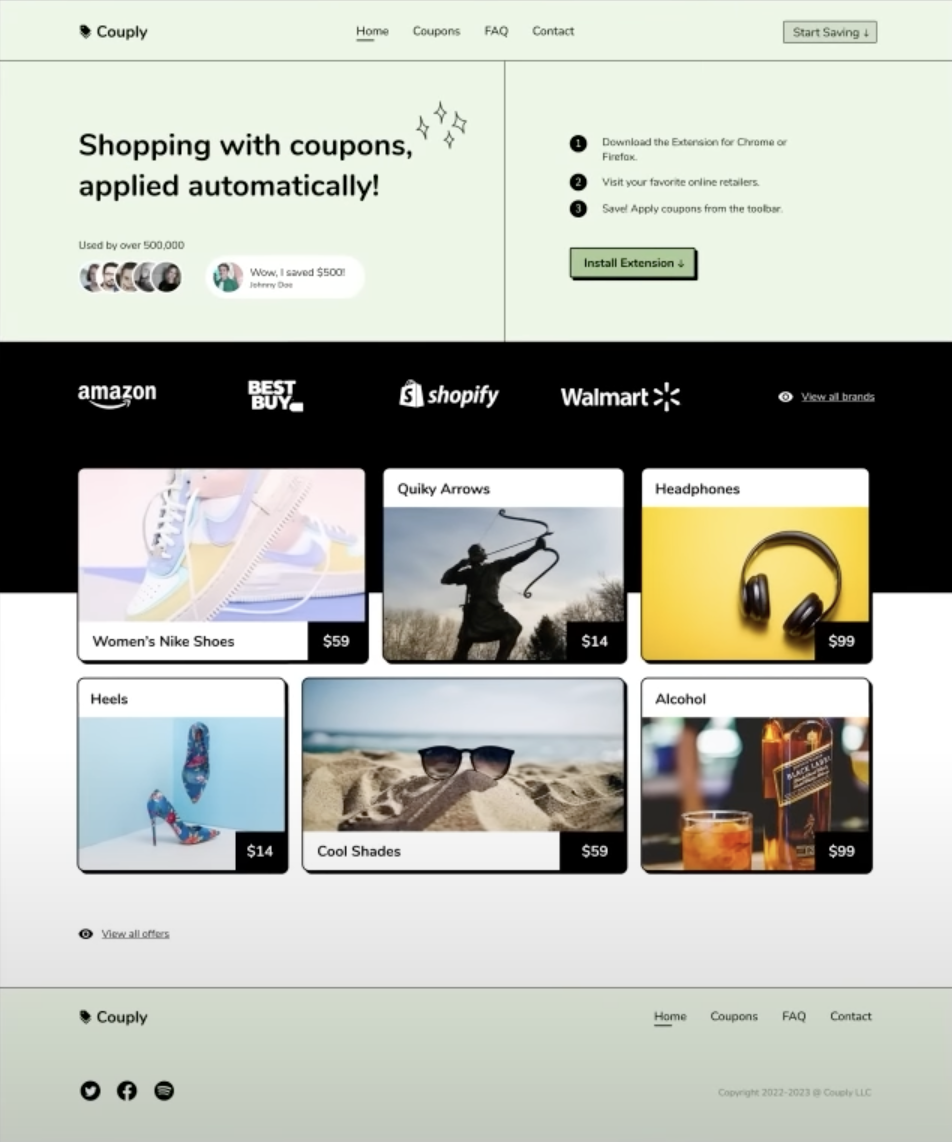 Couply
Home Coupons FAQ Contact
Start Saving ↓
Shopping with coupons,
applied automatically!
Used by over 500,000
Wow, I saved $500!
Johnny Doe
1 Download the Extension for Chrome or
Firefox.
2 Visit your favorite online retailers.
3 Save! Apply coupons from the toolbar.
Install Extension ↓
amazon
BEST
BUY
shopify
Walmart
View all brands
Women's Nike Shoes
$59
Quiky Arrows
$14
Headphones
$99
Heels
$14
Cool Shades
$59
Alcohol
BLACK LABEL
$99
View all offers
Couply
Home Coupons FAQ Contact
Copyright 2022-2023 @ Couply LLC